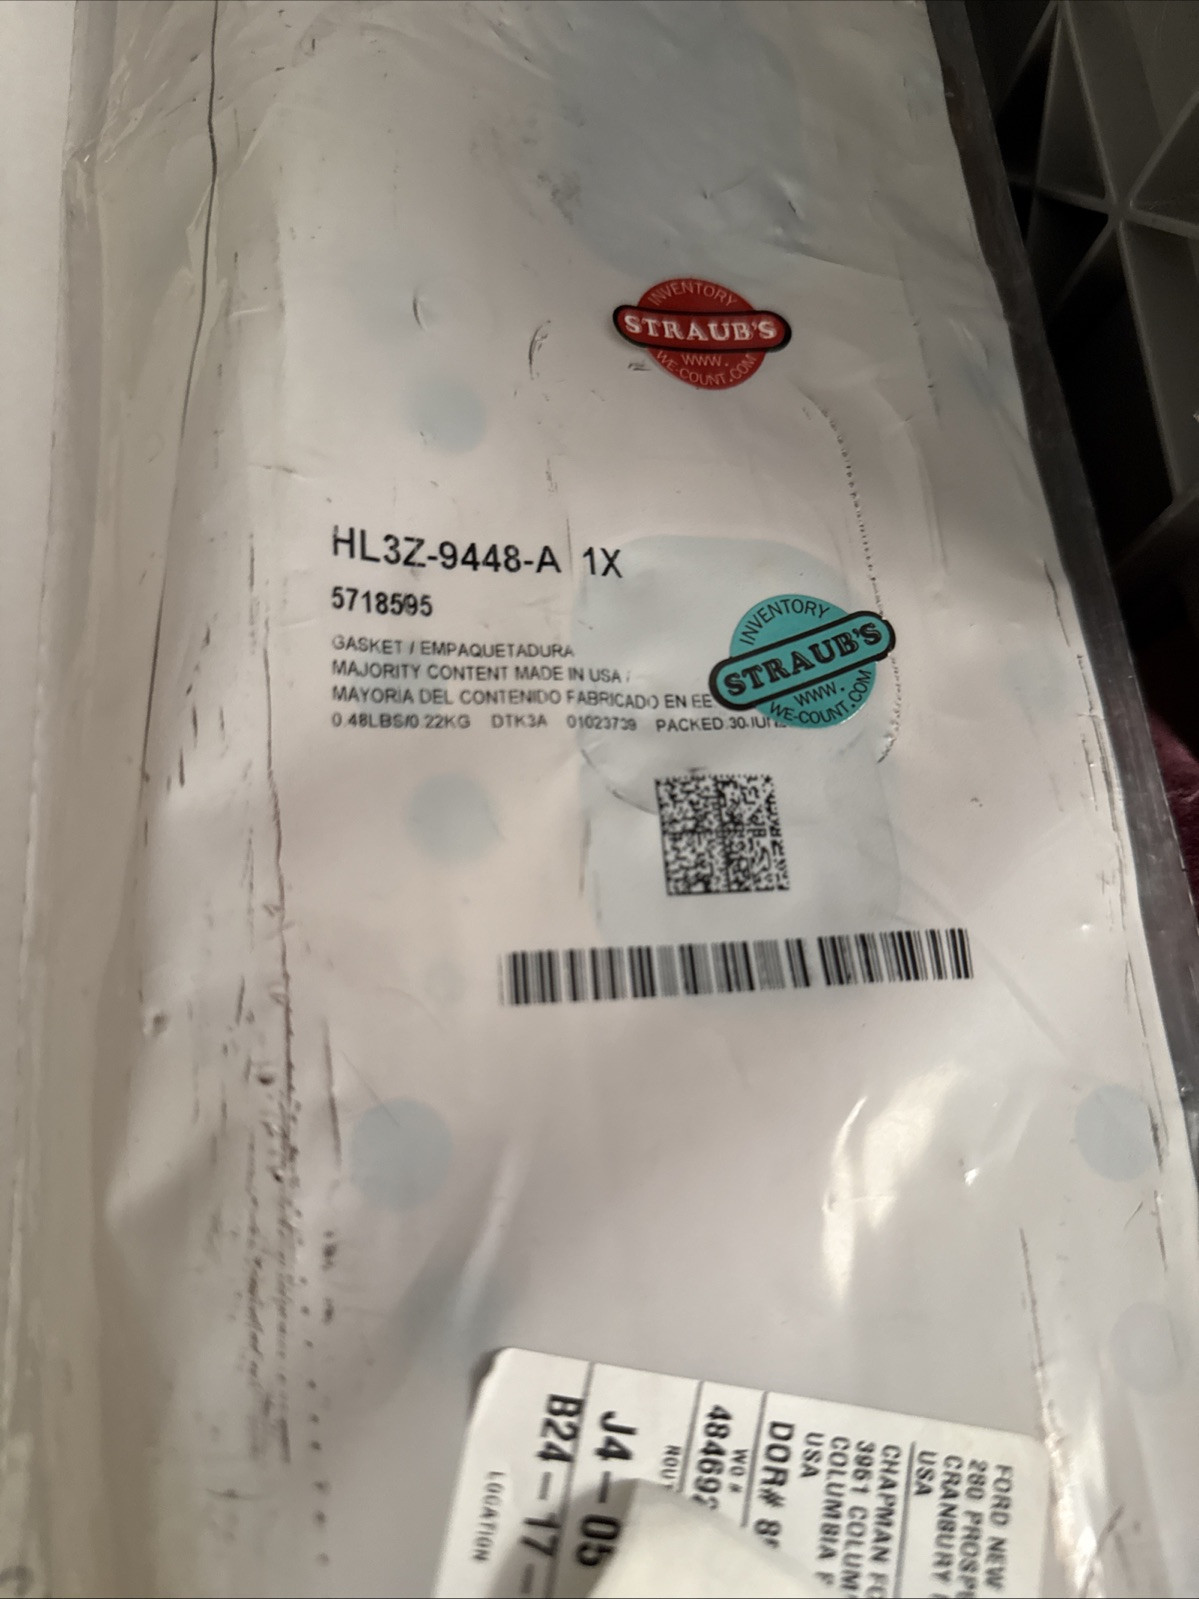 INVENTORY
STRAUB'S
WWW.
WE-COUNT.COM
HL3Z-9448-A 1X
5718595
GASKET / EMPAQUETADURA
MAJORITY CONTENT MADE IN USA /
MAYORIA DEL CONTENIDO FABRICADO EN EE.
0.48LBS/0.22KG DTK3A 01023739 PACKED 30-JUN
INVENTORY
STRAUB'S
WWW.
WE-COUNT.COM
FORD NEW
280 PROSP
CRANBURY
USA
CHAPMAN FO
3951 COLUM
COLUMBIA P
USA
DOR# 8
WO #
48469
ROUT
J4-05
B24-17-
LOCATION